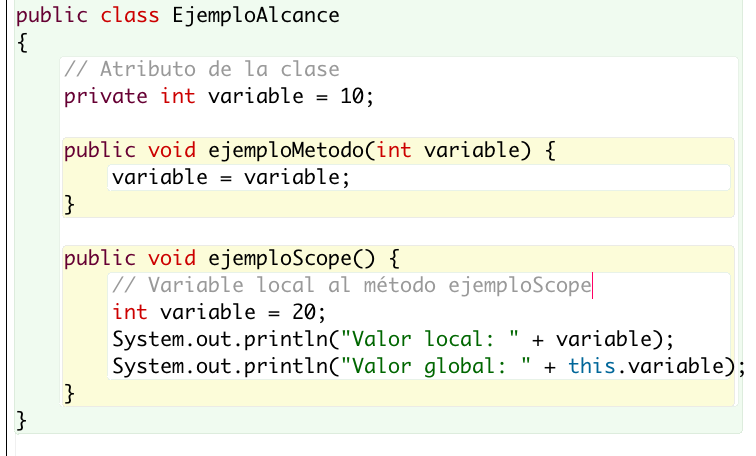 public class EjemploAlcance
{
// Atributo de la clase
private int variable = 10;
public void ejemploMetodo(int variable) {
variable = variable;
}
public void ejemploScope() {
// Variable local al método ejemploScope
int variable = 20;
System.out.println("Valor local: " + variable);
System.out.println("Valor global: " + this.variable);
}
}